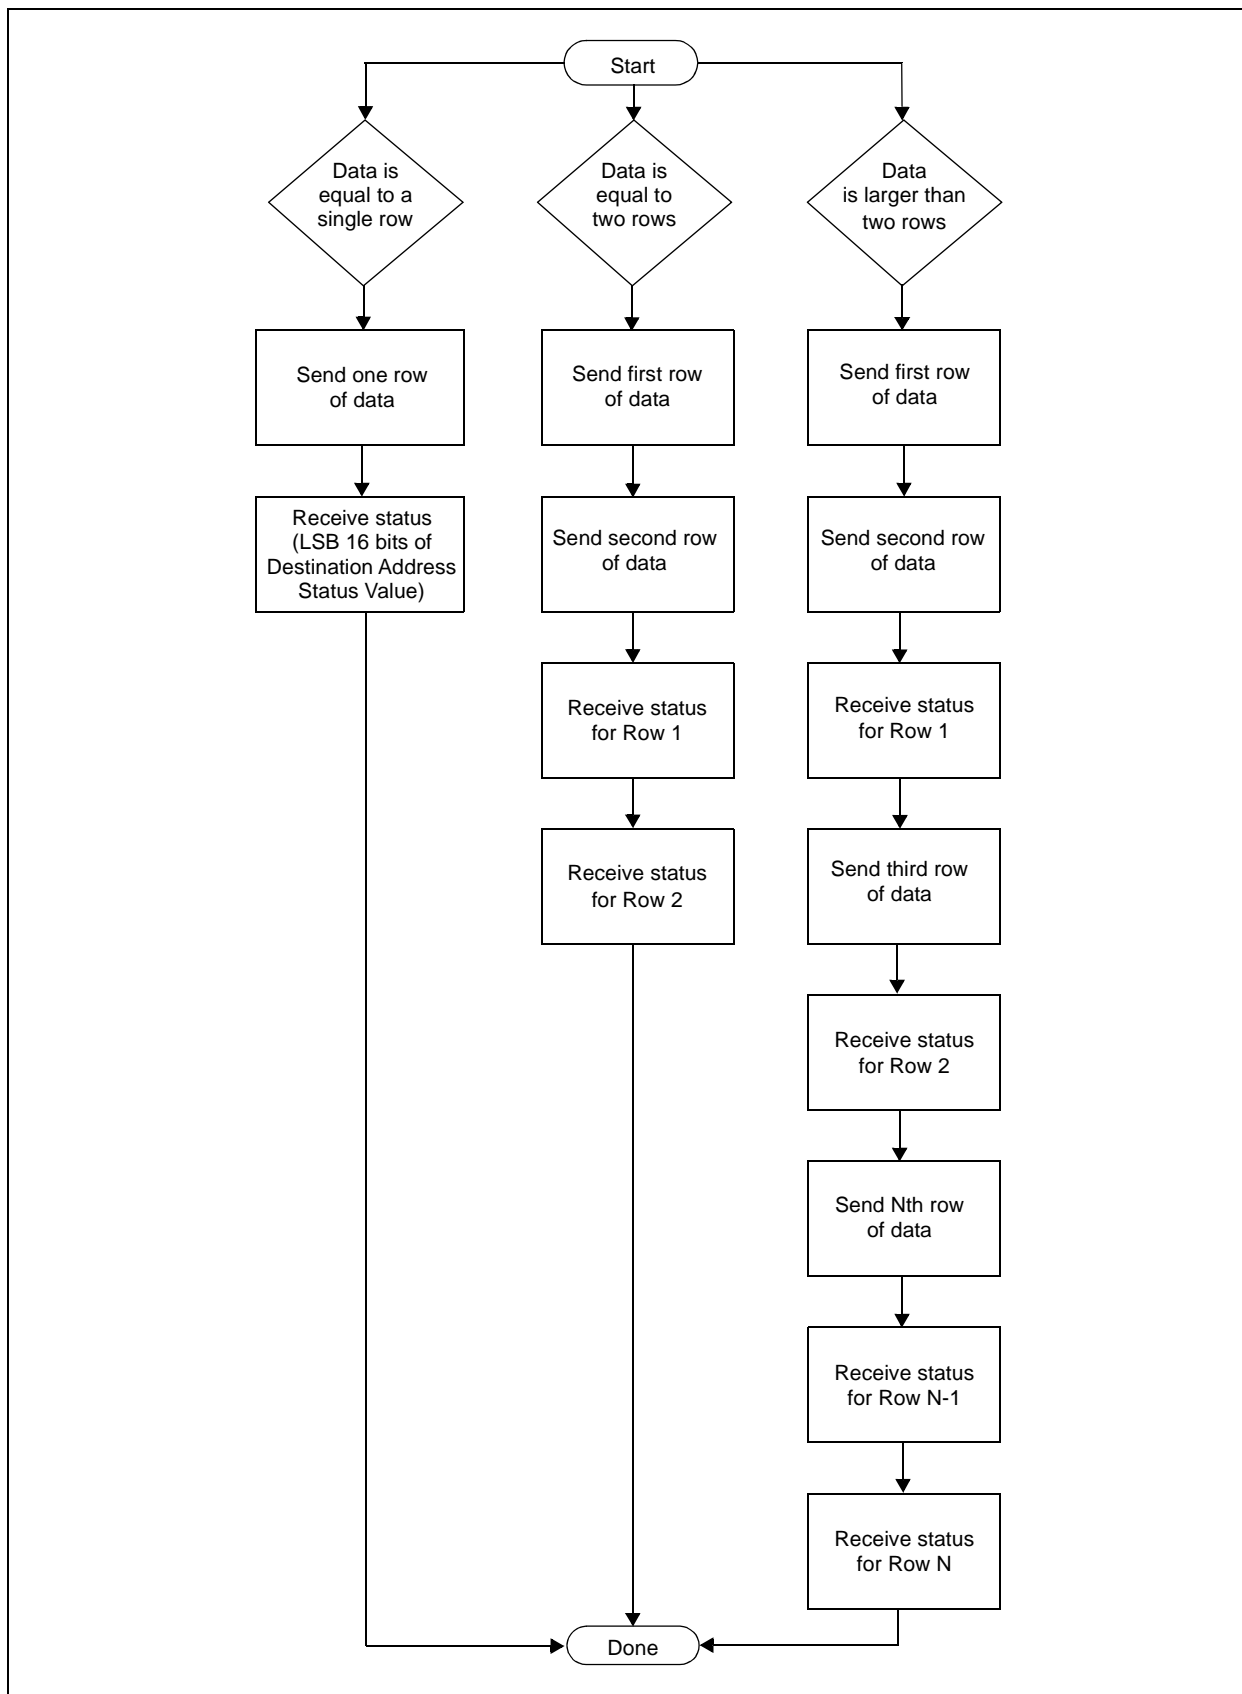 Start
Data is
equal to a
single row
Data is
equal to
two rows
Data
is larger than
two rows
Send one row
of data
Send first row
of data
Send first row
of data
Receive status
(LSB 16 bits of
Destination Address
Status Value)
Send second row
of data
Send second row
of data
Receive status
for Row 1
Receive status
for Row 1
Receive status
for Row 2
Send third row
of data
Receive status
for Row 2
Send Nth row
of data
Receive status
for Row N-1
Receive status
for Row N
Done